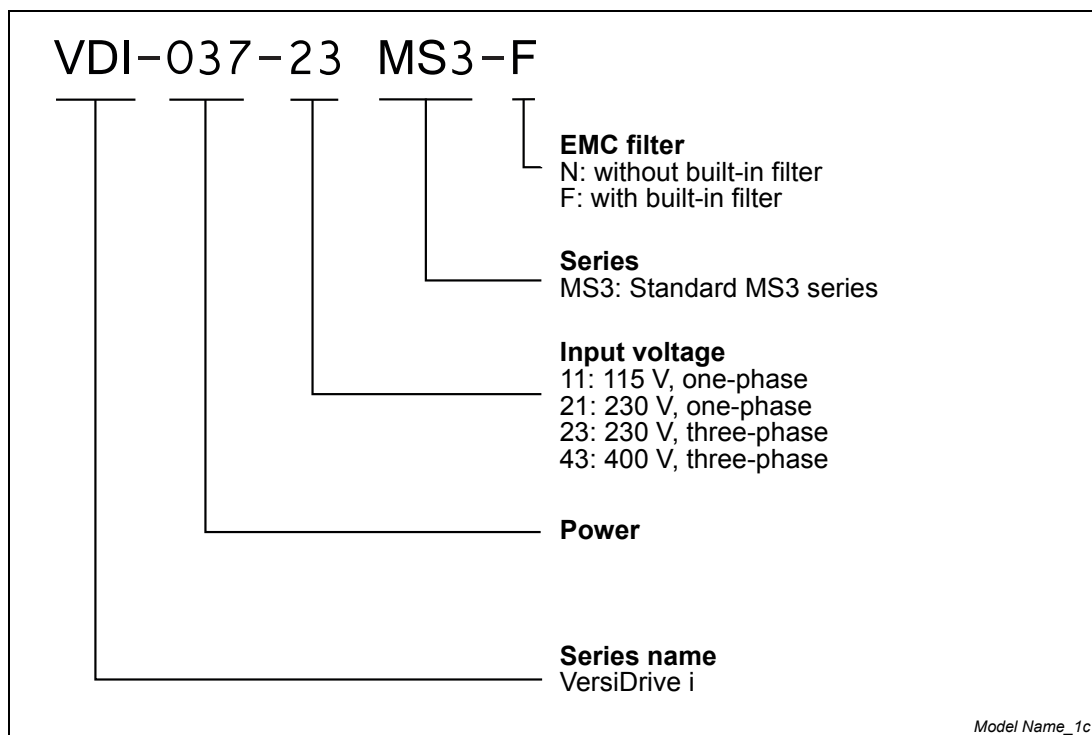 VDI-037-23 MS3-F
EMC filter
N: without built-in filter
F: with built-in filter
Series
MS3: Standard MS3 series
Input voltage
11: 115 V, one-phase
21: 230 V, one-phase
23: 230 V, three-phase
43: 400 V, three-phase
Power
Series name
VersiDrive i
Model Name_1c